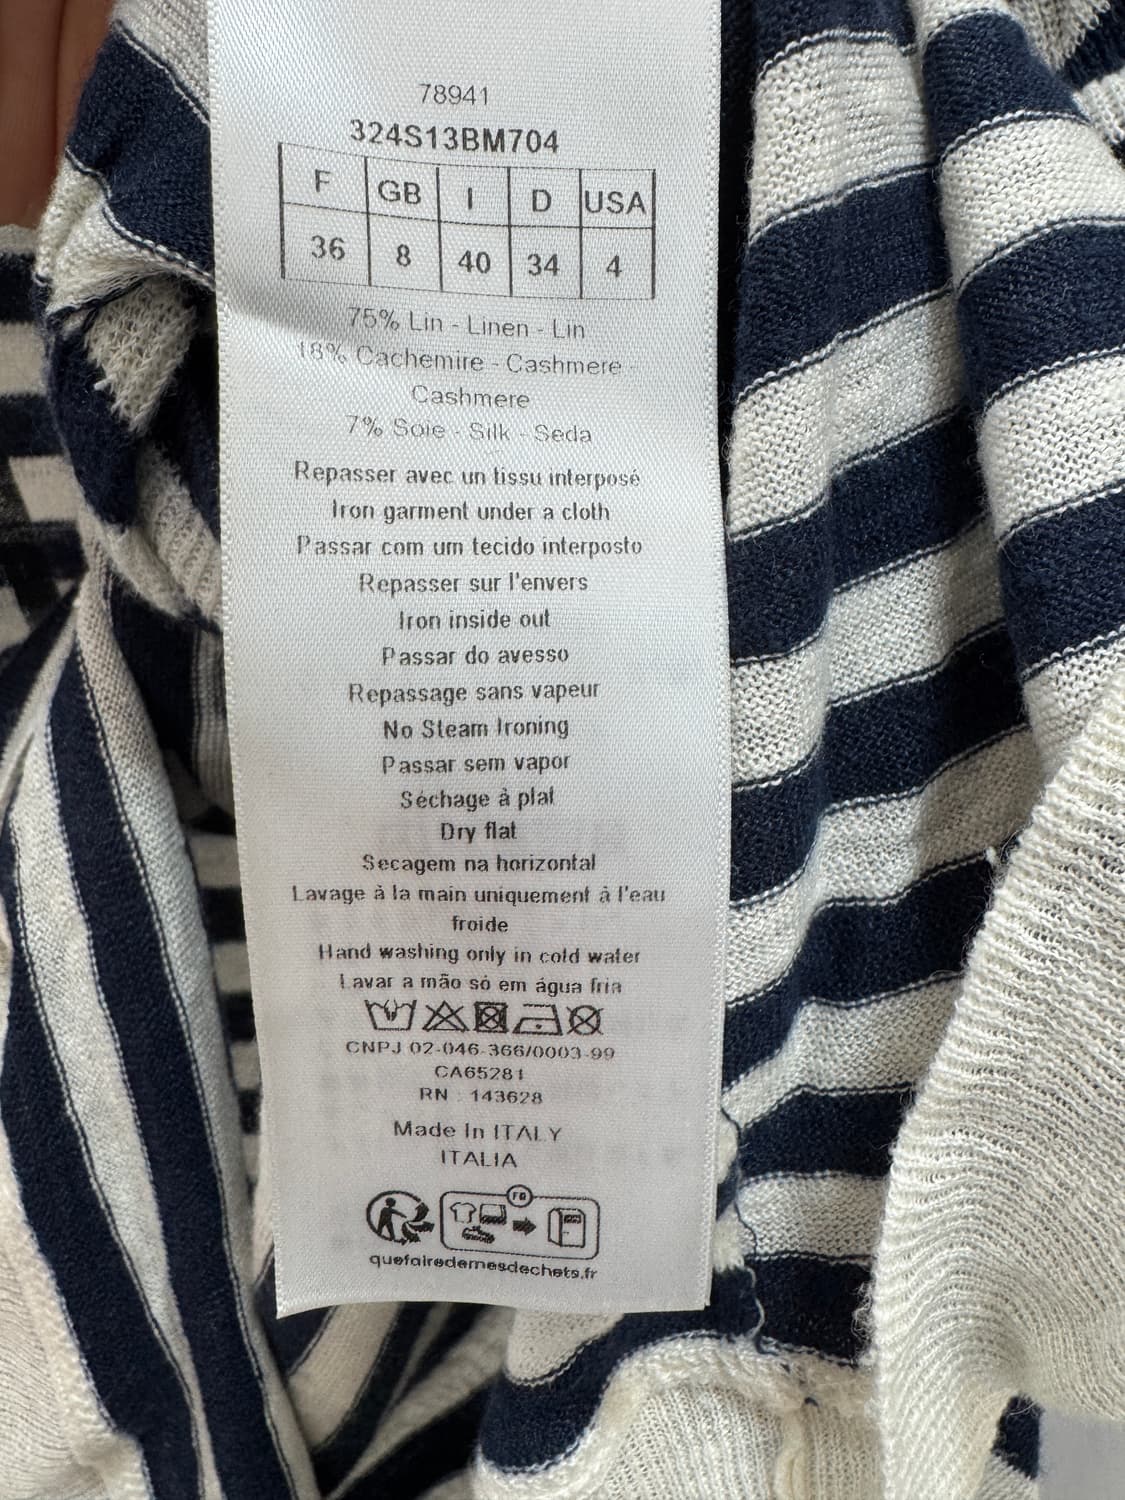 78941
324S13BM704
F GB I D USA
36 8 40 34 4
75% Lin - Linen - Lin
18% Cachemire - Cashmere -
Cashmere
7% Soie - Silk - Seda
Repasser avec un tissu interposé
Iron garment under a cloth
Passar com um tecido interposto
Repasser sur l'envers
Iron inside out
Passar do avesso
Repassage sans vapeur
No Steam Ironing
Passar sem vapor
Séchage à plat
Dry flat
Secagem na horizontal
Lavage à la main uniquement à l'eau
froide
Hand washing only in cold water
Lavar a mão só em água fria
CNPJ 02-046-366/0003-99
CA65281
RN : 143628
Made In ITALY
ITALIA
FR
quefairedemesdechets.fr